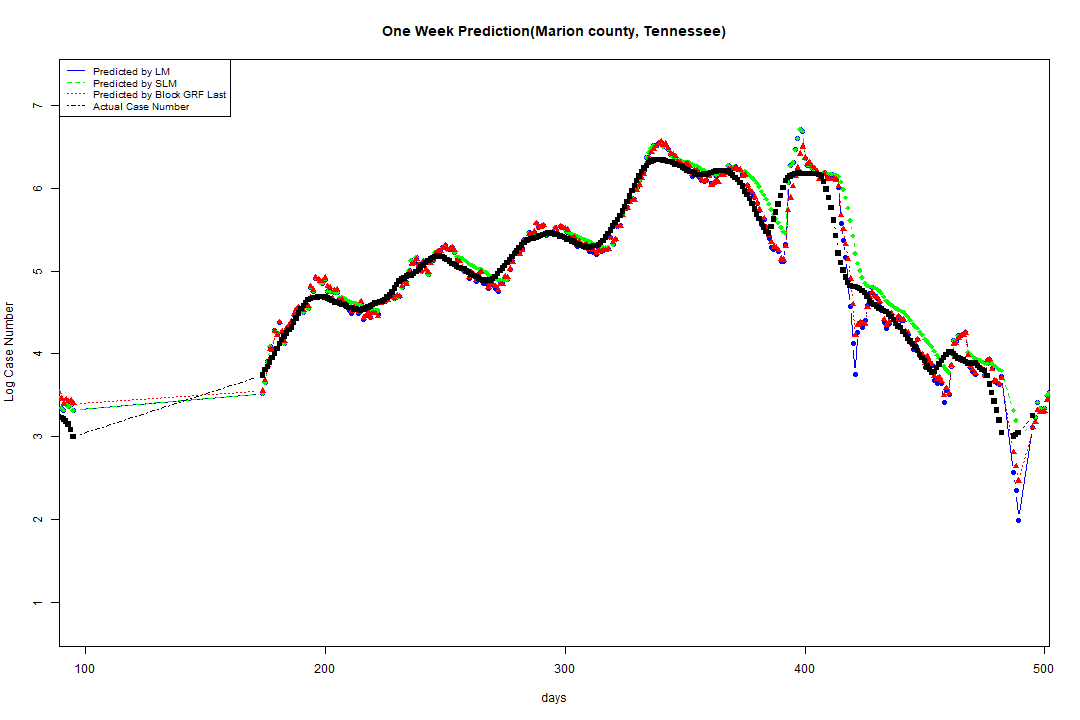 One Week Prediction(Marion county, Tennessee)
Predicted by LM
Predicted by SLM
Predicted by Block GRF Last
Actual Case Number
7
6
5
4
3
2
1
Log Case Number
100 200 300 400 500
days